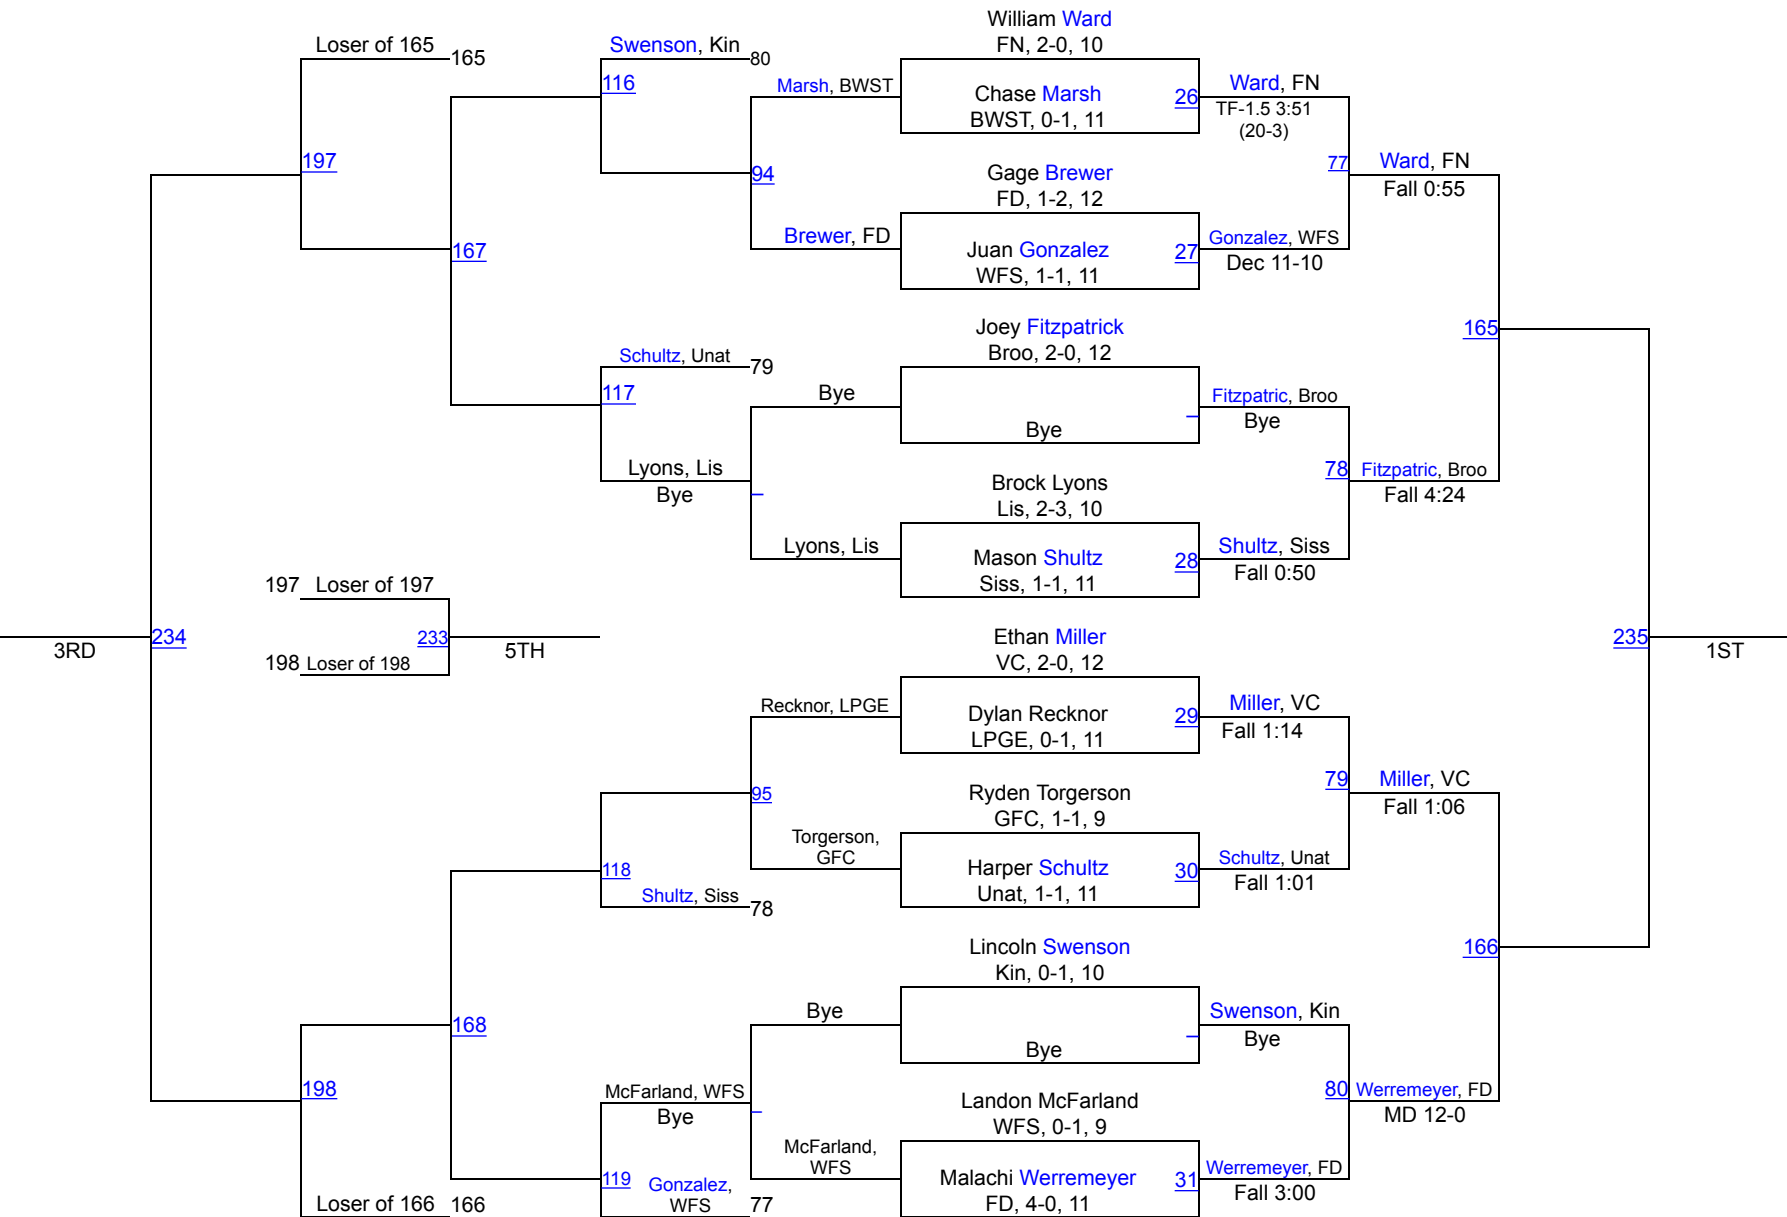 William Ward
FN, 2-0, 10
Loser of 165
165
Swenson, Kin
80
116
Marsh, BWST
Chase Marsh
BWST, 0-1, 11
26
Ward, FN
TF-1.5 3:51
(20-3)
197
94
Gage Brewer
FD, 1-2, 12
77
Ward, FN
Fall 0:55
167
Brewer, FD
Juan Gonzalez
WFS, 1-1, 11
27
Gonzalez, WFS
Dec 11-10
Joey Fitzpatrick
Broo, 2-0, 12
165
Schultz, Unat
79
117
Bye
Bye
Fitzpatric, Broo
Bye
Lyons, Lis
Bye
Brock Lyons
Lis, 2-3, 10
78
Fitzpatric, Broo
Fall 4:24
Lyons, Lis
Mason Shultz
Siss, 1-1, 11
28
Shultz, Siss
Fall 0:50
197 Loser of 197
234
3RD
233
5TH
198 Loser of 198
Ethan Miller
VC, 2-0, 12
235
1ST
Recknor, LPGE
Dylan Recknor
LPGE, 0-1, 11
29
Miller, VC
Fall 1:14
95
Ryden Torgerson
GFC, 1-1, 9
79
Miller, VC
Fall 1:06
Torgerson,
GFC
118
Harper Schultz
Unat, 1-1, 11
30
Schultz, Unat
Fall 1:01
Shultz, Siss
78
Lincoln Swenson
Kin, 0-1, 10
166
168
Bye
Bye
Swenson, Kin
Bye
198
McFarland, WFS
Bye
Landon McFarland
WFS, 0-1, 9
80
Werremeyer, FD
MD 12-0
McFarland,
WFS
Malachi Werremeyer
FD, 4-0, 11
31
Werremeyer, FD
Fall 3:00
119
Gonzalez,
WFS
77
Loser of 166
166